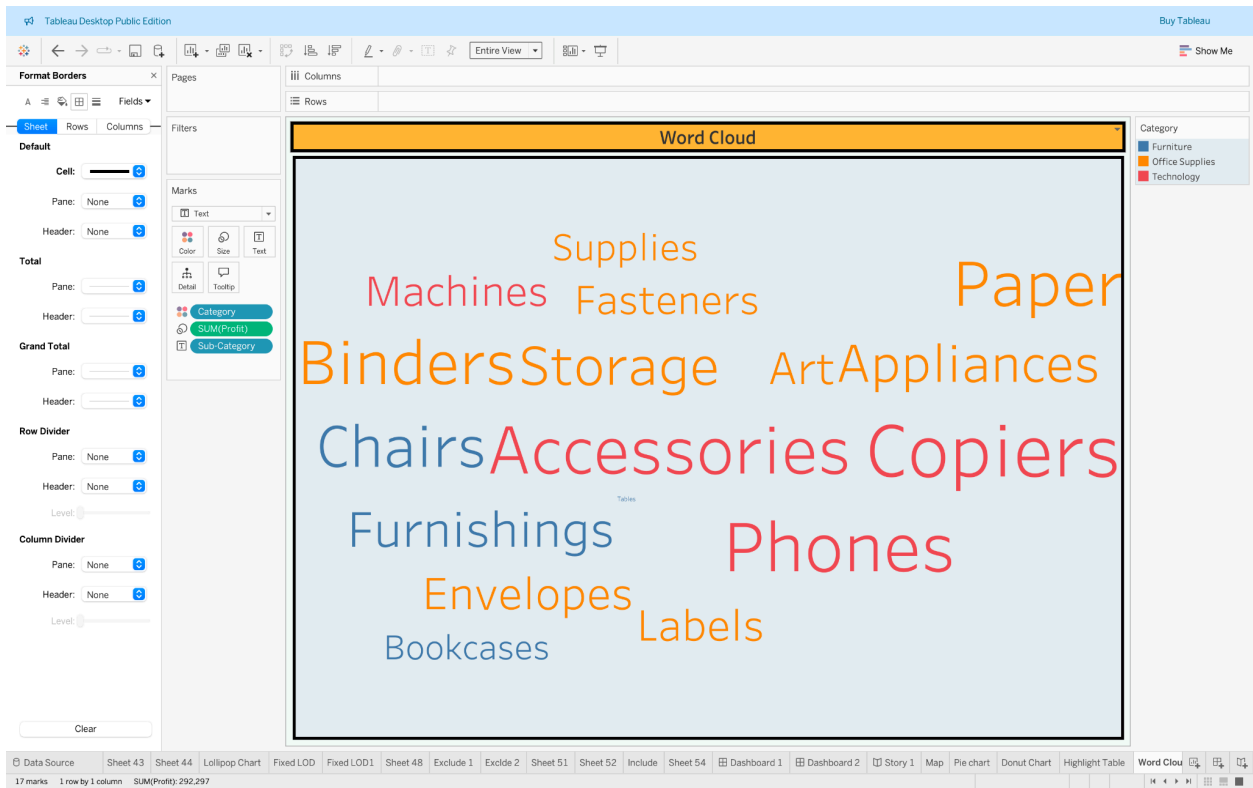 Tableau Desktop Public Edition
Buy Tableau
Entire View
Show Me
Format Borders
Fields
Sheet Rows Columns
Default
Cell:
Pane: None
Header: None
Total
Pane:
Header:
Grand Total
Pane:
Header:
Row Divider
Pane: None
Header: None
Level:
Column Divider
Pane: None
Header: None
Level:
Clear
Pages
Filters
Marks
Text
Color Size Text
Detail Tooltip
Category
SUM(Profit)
Sub-Category
Columns
Rows
Word Cloud
Supplies
Machines
Fasteners
Paper
Binders
Storage
Art
Appliances
Chairs
Accessories
Copiers
Tables
Furnishings
Phones
Envelopes
Labels
Bookcases
Category
Furniture
Office Supplies
Technology
Data Source Sheet 43 Sheet 44 Lollipop Chart Fixed LOD Fixed LOD1 Sheet 48 Exclude 1 Exclde 2 Sheet 51 Sheet 52 Include Sheet 54 Dashboard 1 Dashboard 2 Story 1 Map Pie chart Donut Chart Highlight Table Word Clou
17 marks 1 row by 1 column SUM(Profit): 292,297